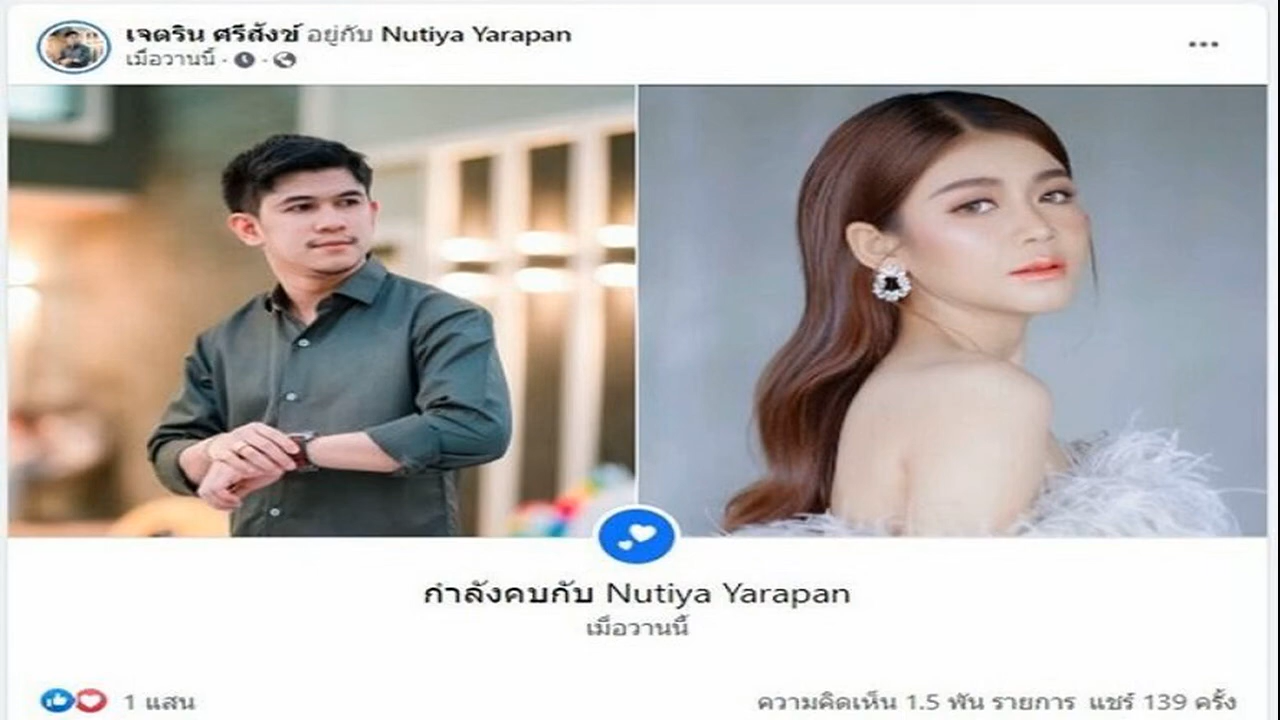 เจตริน ศรีสังข์ อยู่กับ Nutiya Yarapan
เมื่อวานนี้ ·
กำลังคบกับ Nutiya Yarapan
เมื่อวานนี้
1 แสน
ความคิดเห็น 1.5 พัน รายการ แชร์ 139 ครั้ง